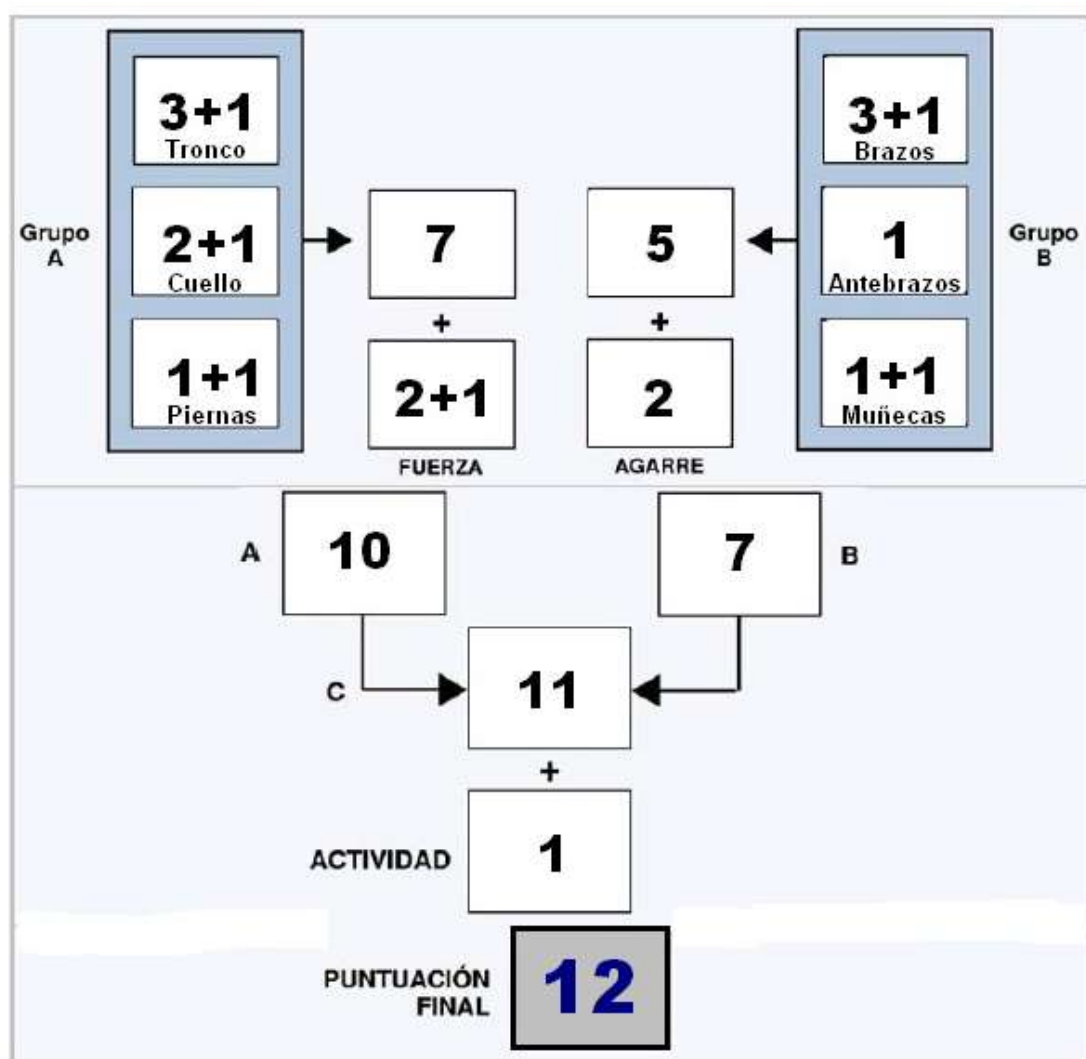 3+1
Tronco
Grupo
A
2+1
Cuello
1+1
Piernas
7
+
2+1
FUERZA
5
+
2
AGARRE
3+1
Brazos
1
Antebrazos
Grupo
B
1+1
Muñecas
A
10
7
B
C
11
+
ACTIVIDAD
1
PUNTUACIÓN
FINAL
12